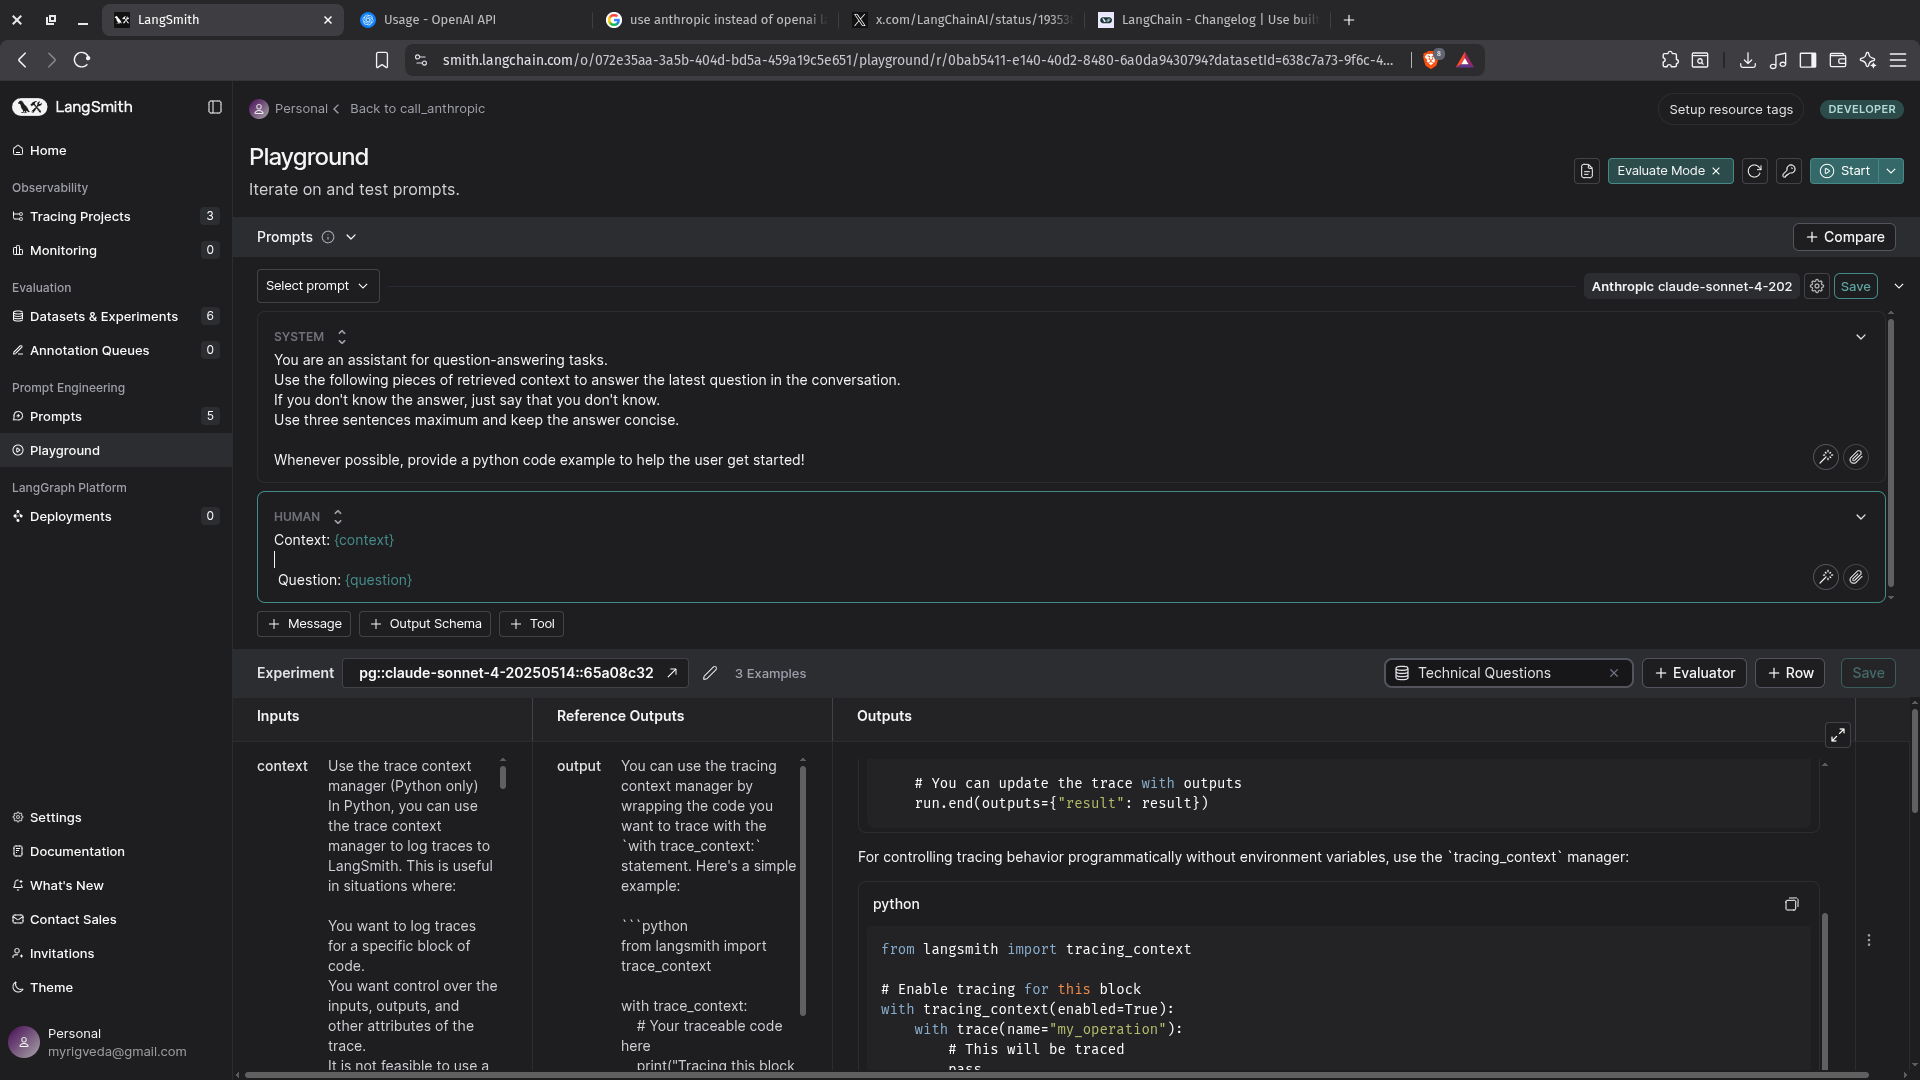 LangSmith
Usage - OpenAI API
use anthropic instead of openai l
x.com/LangChainAI/status/19353
LangChain - Changelog | Use buil
smith.langchain.com/o/072e35aa-3a5b-404d-bd5a-459a19c5e651/playground/r/0bab5411-e140-40d2-8480-6a0da9430794?datasetId=638c7a73-9f6c-4...
8
LangSmith
Home
Observability
Tracing Projects 3
Monitoring 0
Evaluation
Datasets & Experiments 6
Annotation Queues 0
Prompt Engineering
Prompts 5
Playground
LangGraph Platform
Deployments 0
Settings
Documentation
What's New
Contact Sales
Invitations
Theme
Personal
myrigveda@gmail.com
Personal
Back to call_anthropic
Setup resource tags
DEVELOPER
Playground
Iterate on and test prompts.
Evaluate Mode
Start
Prompts
Compare
Select prompt
Anthropic claude-sonnet-4-202
Save
SYSTEM
You are an assistant for question-answering tasks.
Use the following pieces of retrieved context to answer the latest question in the conversation.
If you don't know the answer, just say that you don't know.
Use three sentences maximum and keep the answer concise.
Whenever possible, provide a python code example to help the user get started!
HUMAN
Context: {context}
Question: {question}
Message
Output Schema
Tool
Experiment
pg::claude-sonnet-4-20250514::65a08c32
3 Examples
Technical Questions
Evaluator
Row
Save
Inputs
Reference Outputs
Outputs
context
Use the trace context
manager (Python only)
In Python, you can use
the trace context
manager to log traces to
LangSmith. This is useful
in situations where:
You want to log traces
for a specific block of
code.
You want control over the
inputs, outputs, and
other attributes of the
trace.
It is not feasible to use a
output
You can use the tracing
context manager by
wrapping the code you
want to trace with the
`with trace_context:`
statement. Here's a simple
example:
```python
from langsmith import
trace_context
with trace_context:
# Your traceable code
here
print("Tracing this block
# You can update the trace with outputs
run.end(outputs={"result": result})
For controlling tracing behavior programmatically without environment variables, use the `tracing_context` manager:
python
from langsmith import tracing_context
# Enable tracing for this block
with tracing_context(enabled=True):
with trace(name="my_operation"):
# This will be traced
pass